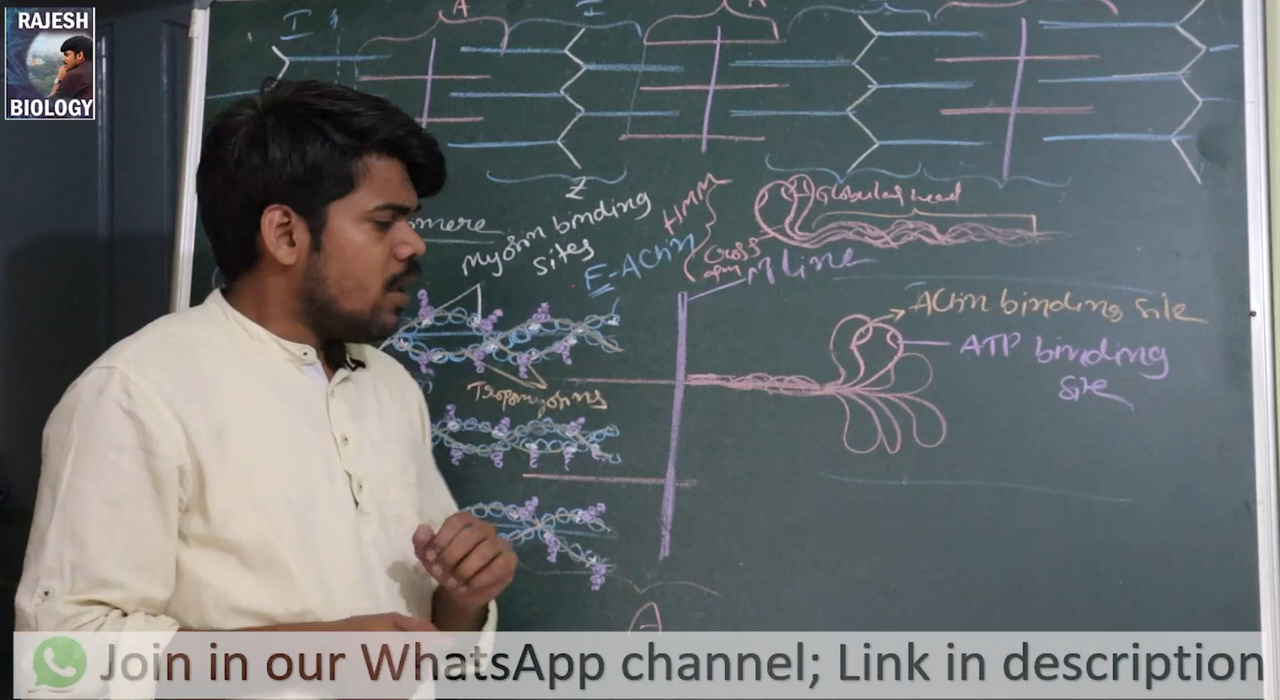 RAJESH
BIOLOGY
I
A
I
A
Z
mere
myosin binding
sites
F-Actin
HMM
Globular head
Cross
arm
M line
Actin binding site
ATP binding
site
Tropomyosins
A
Join in our WhatsApp channel; Link in description